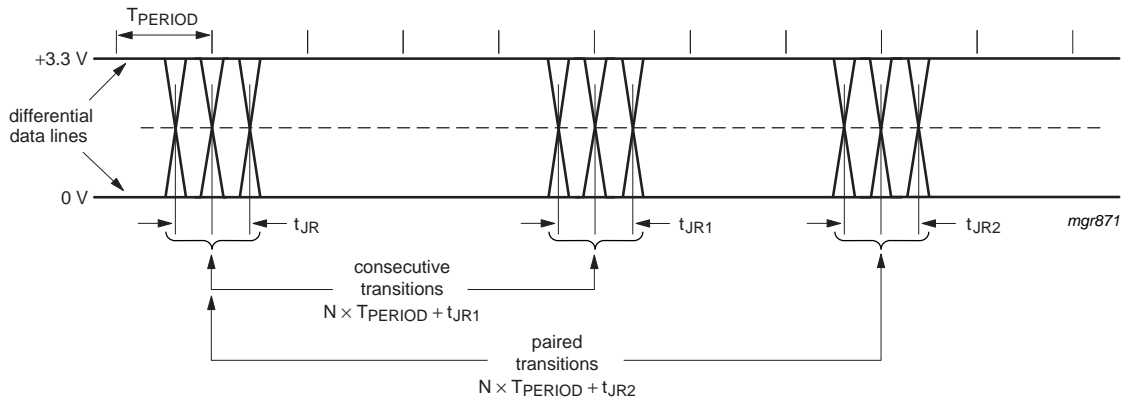 TPERIOD
+3.3 V
differential
data lines
0 V
tJR
tJR1
tJR2
mgr871
consecutive
transitions
N × TPERIOD + tJR1
paired
transitions
N × TPERIOD + tJR2